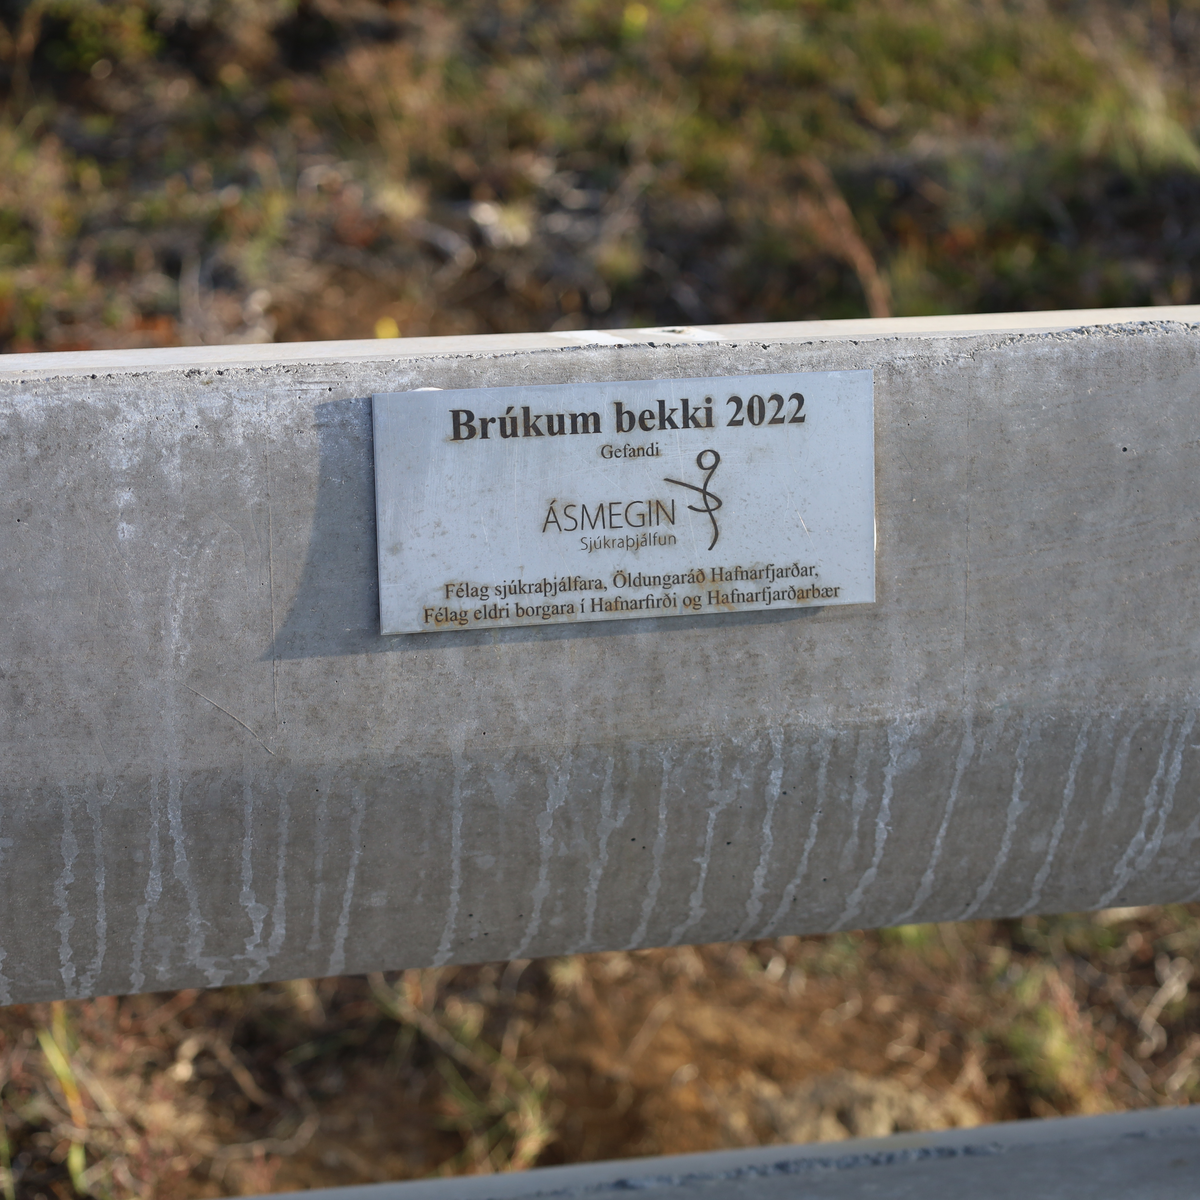 Brúkum bekki 2022
Gefandi
ÁSMEGIN
Sjúkraþjálfun
Félag sjúkraþjálfara, Öldungaráð Hafnarfjarðar,
Félag eldri borgara í Hafnarfirði og Hafnarfjarðarbær